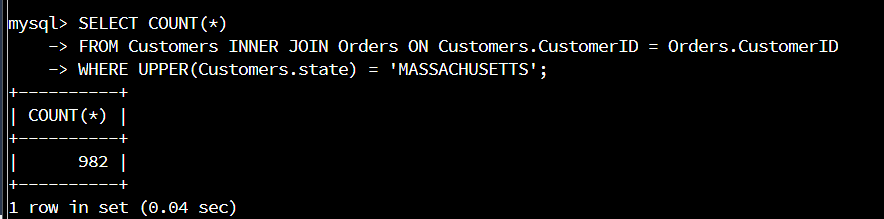 mysql> SELECT COUNT(*)
    -> FROM Customers INNER JOIN Orders ON Customers.CustomerID = Orders.CustomerID
    -> WHERE UPPER(Customers.state) = 'MASSACHUSETTS';
+----------+
| COUNT(*) |
+----------+
|      982 |
+----------+
1 row in set (0.04 sec)